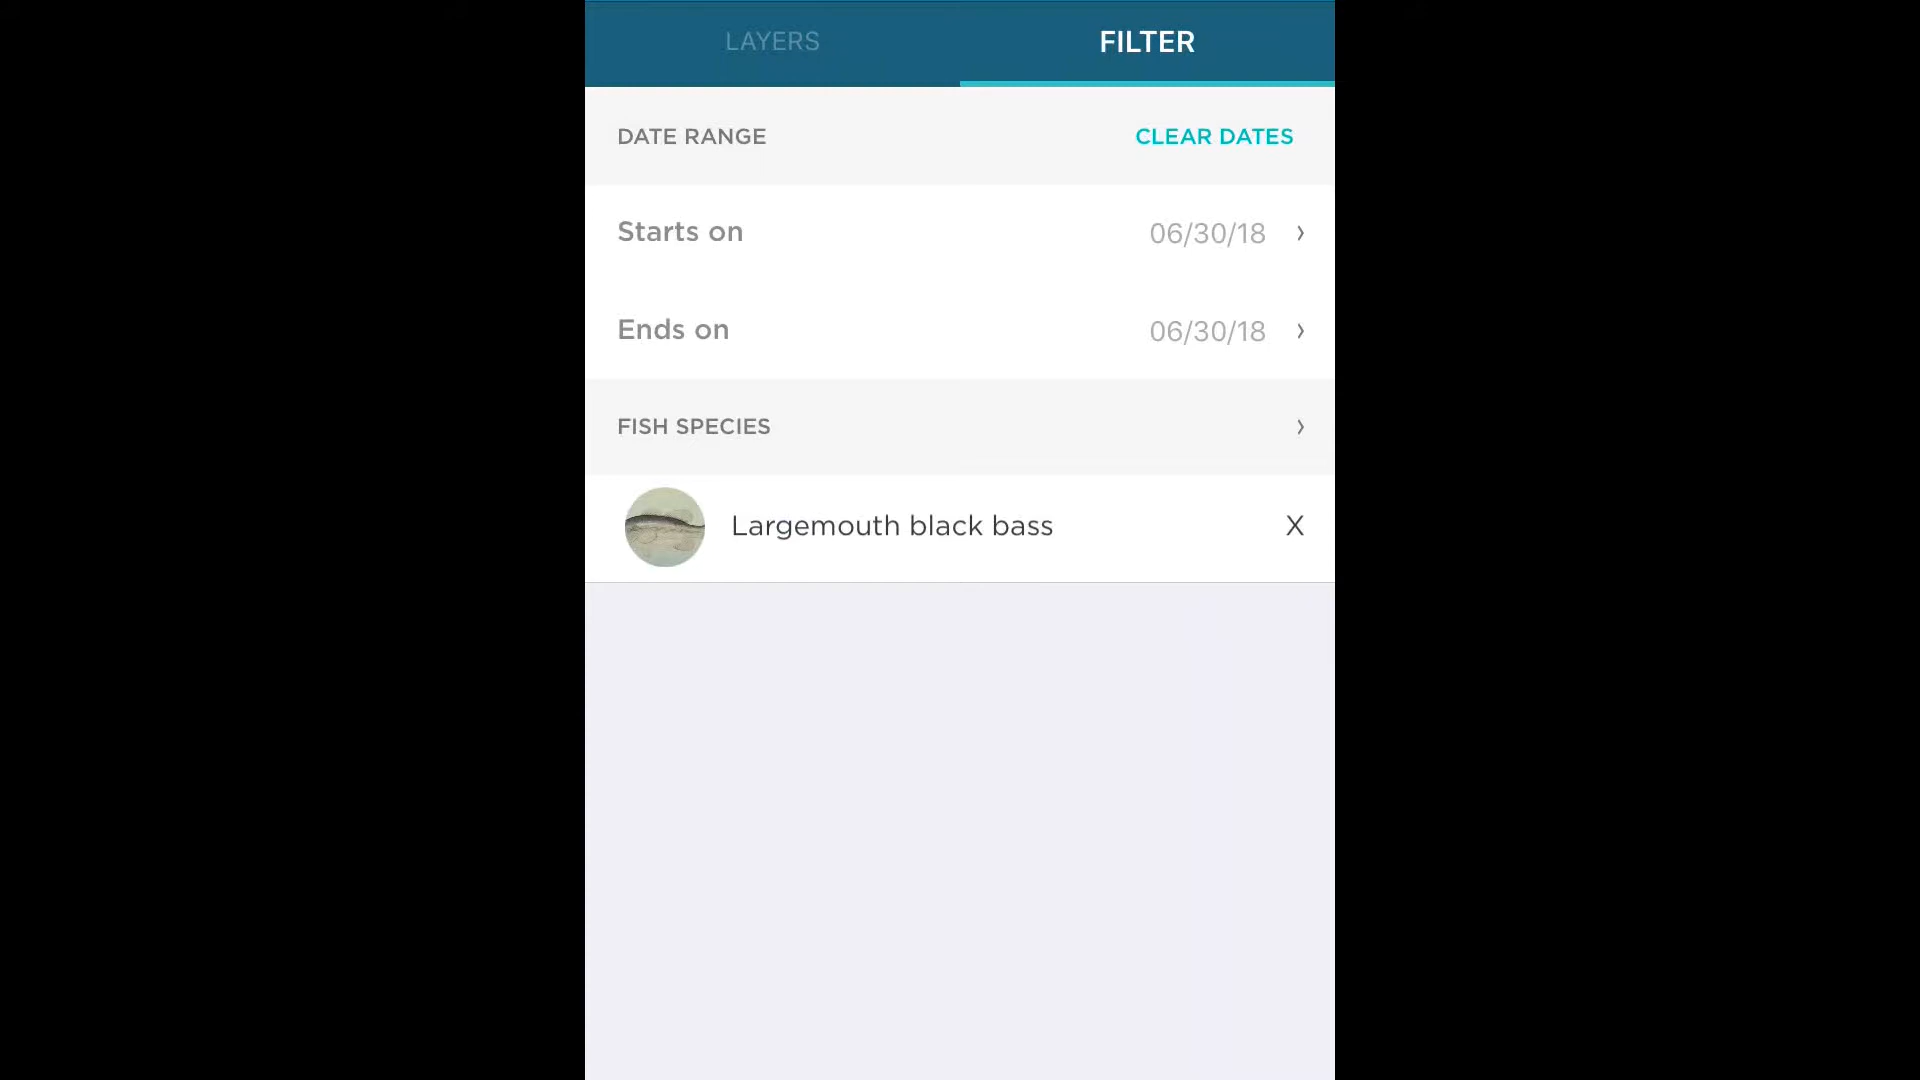 LAYERS FILTER
DATE RANGE CLEAR DATES
Starts on 06/30/18 ›
Ends on 06/30/18 ›
FISH SPECIES ›
Largemouth black bass X